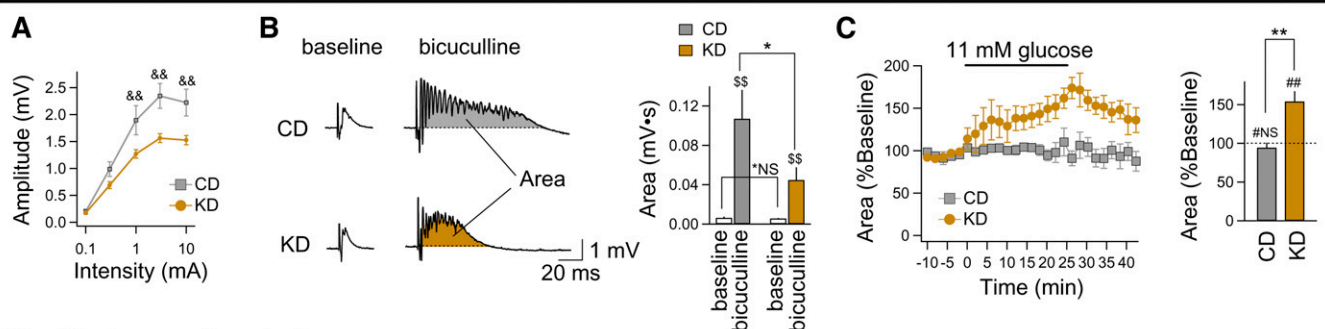 A
Amplitude (mV)
2.5
2.0
1.5
1.0
0.5
0.0
&&
&&
&&
CD
KD
0.1
1
10
Intensity (mA)
B
baseline
bicuculline
CD
KD
Area
1 mV
20 ms
CD
KD
*
Area (mV•s)
0.12
0.08
0.04
0.00
$$
*NS
$$
baseline
bicuculline
baseline
bicuculline
C
11 mM glucose
Area (%Baseline)
200
150
100
50
0
CD
KD
-10 -5 0 5 10 15 20 25 30 35 40
Time (min)
**
Area (%Baseline)
150
100
50
0
#NS
##
CD
KD